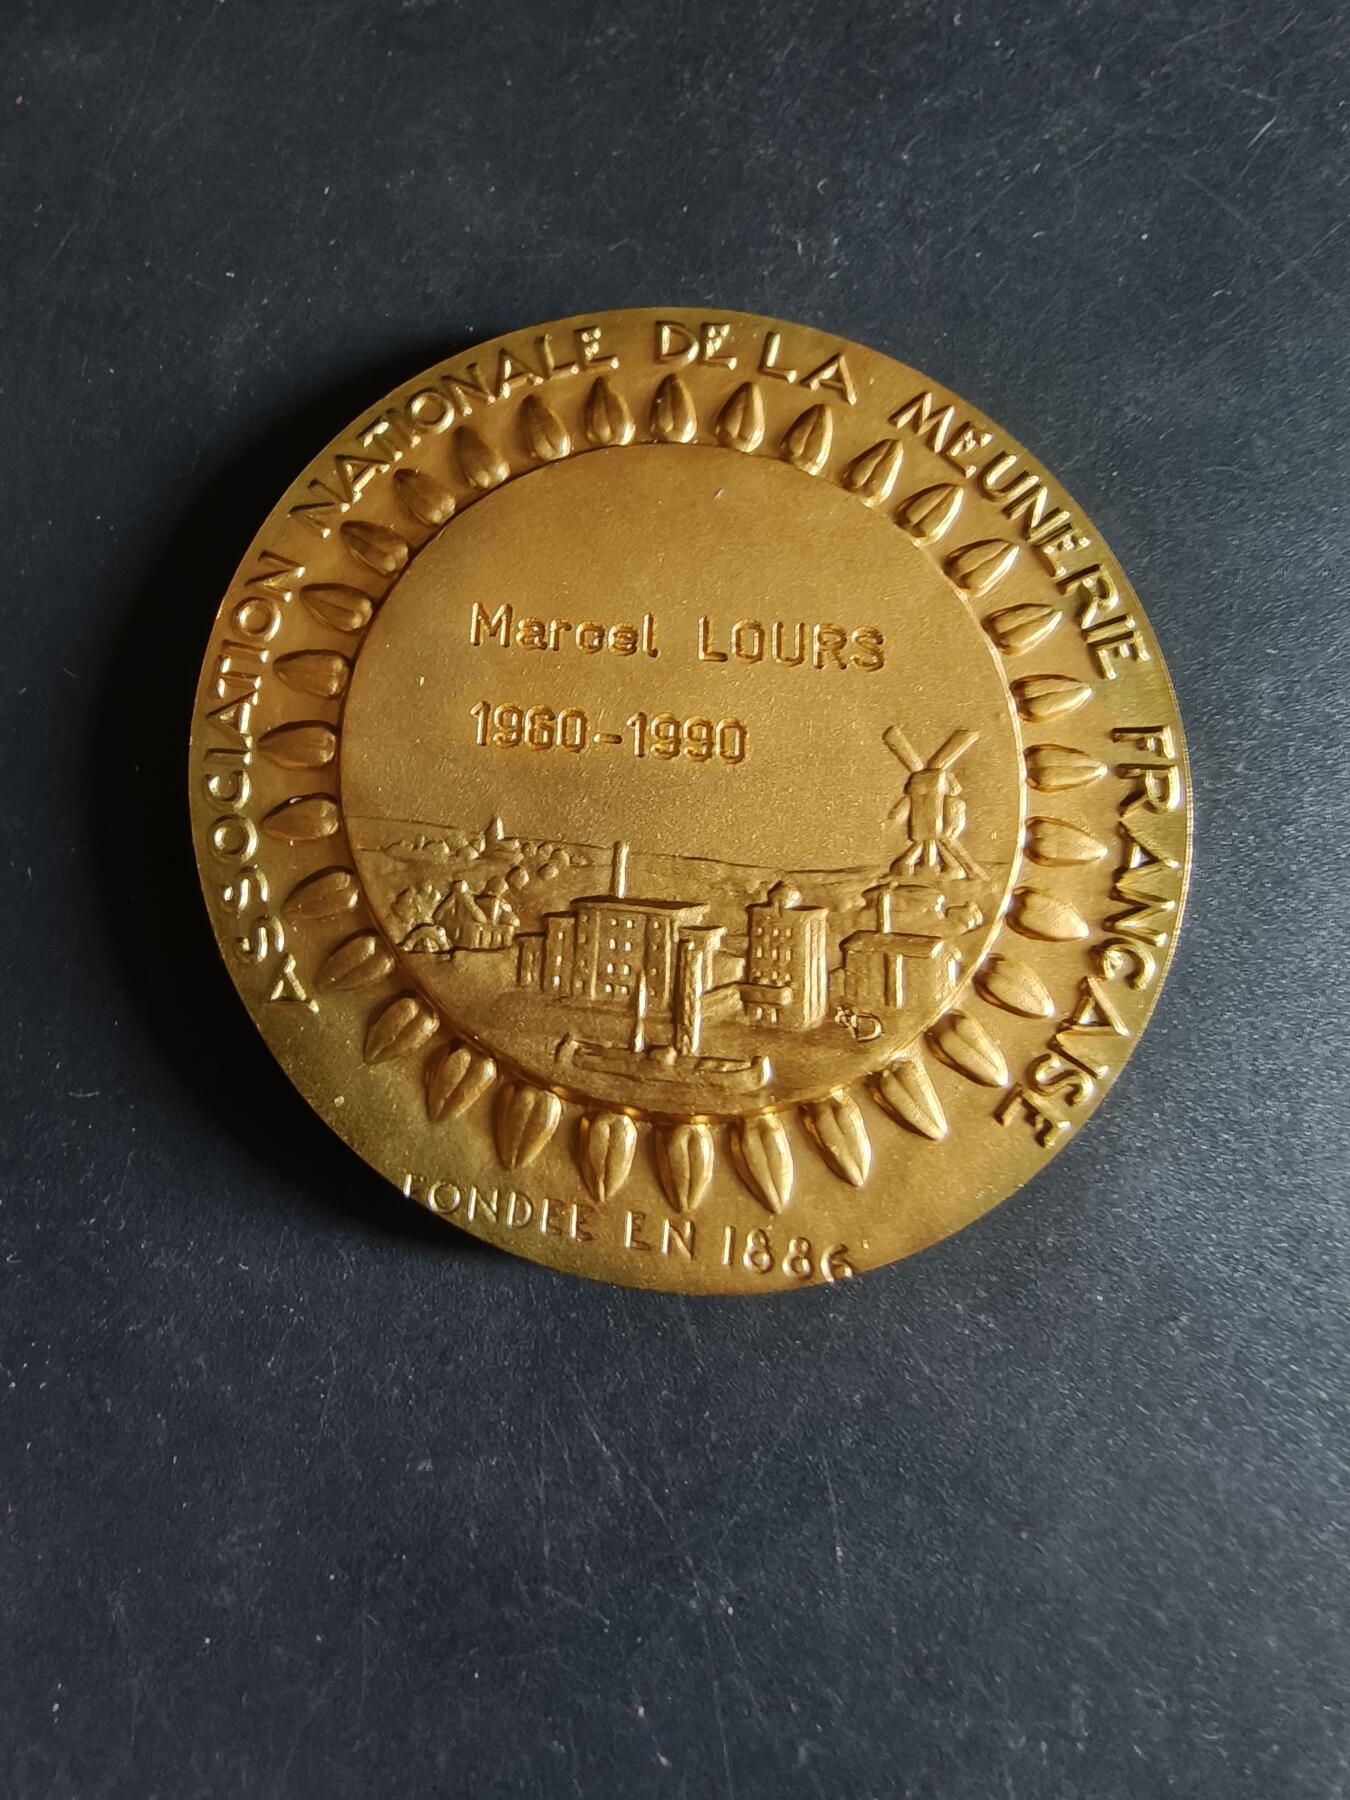 ASSOCIATION NATIONALE DE LA MEUNERIE FRANÇAISE
Marcel LOURS
1960-1990
FONDEE EN 1886